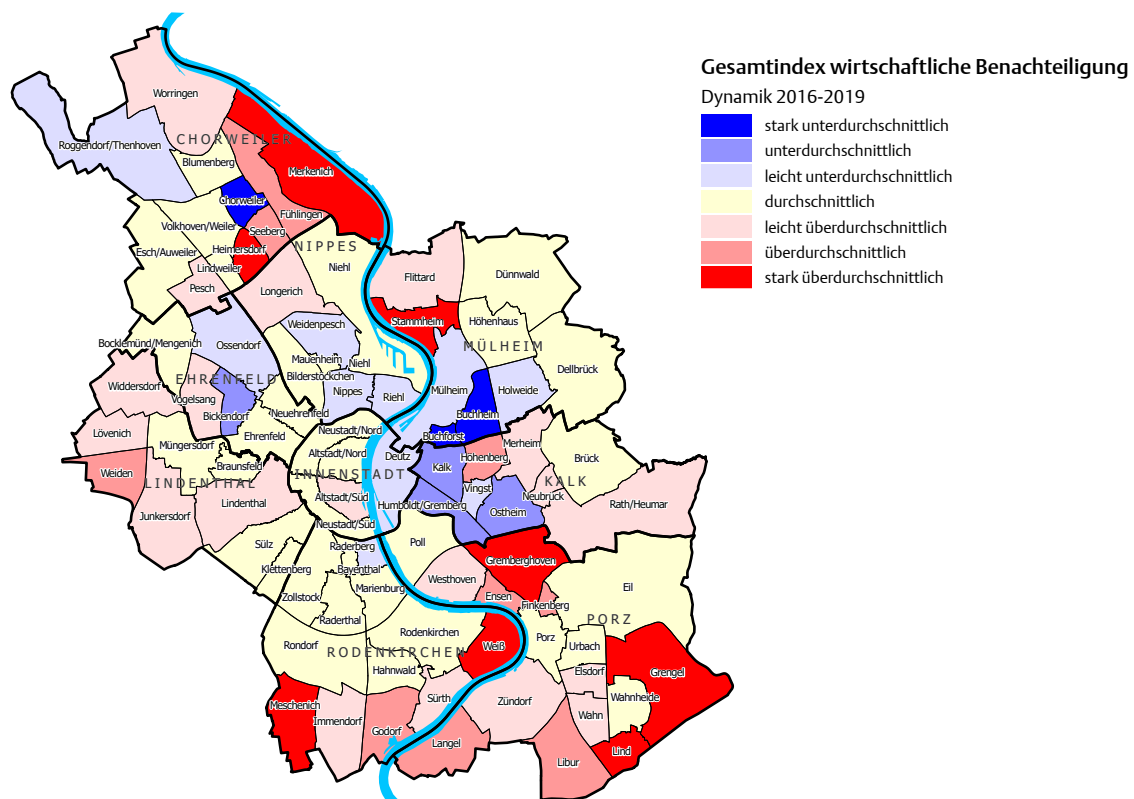 Gesamtindex wirtschaftliche Benachteiligung
Dynamik 2016-2019
stark unterdurchschnittlich
unterdurchschnittlich
leicht unterdurchschnittlich
durchschnittlich
leicht überdurchschnittlich
überdurchschnittlich
stark überdurchschnittlich
Worringen
CHORWEILER
Roggendorf/Thenhoven
Blumenberg
Merkenich
Chorweiler
Fühlingen
Volkhoven/Weiler
Seeberg
Heimersdorf
Esch/Auweiler
Lindweiler
Pesch
NIPPES
Niehl
Longerich
Flittard
Dünnwald
Weidenpesch
Stammheim
Höhenhaus
MÜLHEIM
Bocklemünd/Mengenich
Ossendorf
Mauenheim
Niehl
Dellbrück
Bilderstöckchen
EHRENFELD
Widdersdorf
Nippes
Riehl
Mülheim
Holweide
Vogelsang
Bickendorf
Neuehrenfeld
Buchheim
Lövenich
Neustadt/Nord
Ehrenfeld
Buchforst
Müngersdorf
Altstadt/Nord
Deutz
Höhenberg
Merheim
Brück
Braunsfeld
Weiden
INNENSTADT
Kalk
LINDENTHAL
KALK
Vingst
Neubrück
Altstadt/Süd
Lindenthal
Humboldt/Gremberg
Rath/Heumar
Junkersdorf
Ostheim
Neustadt/Süd
Sülz
Raderberg
Poll
Gremberghoven
Klettenberg
Bayenthal
Westhoven
Marienburg
Eil
Zollstock
Ensen
Finkenberg
Raderthal
PORZ
Rodenkirchen
Porz
Rondorf
RODENKIRCHEN
Weiß
Urbach
Hahnwald
Elsdorf
Grengel
Sürth
Zündorf
Wahnheide
Meschenich
Immendorf
Wahn
Godorf
Langel
Lind
Libur